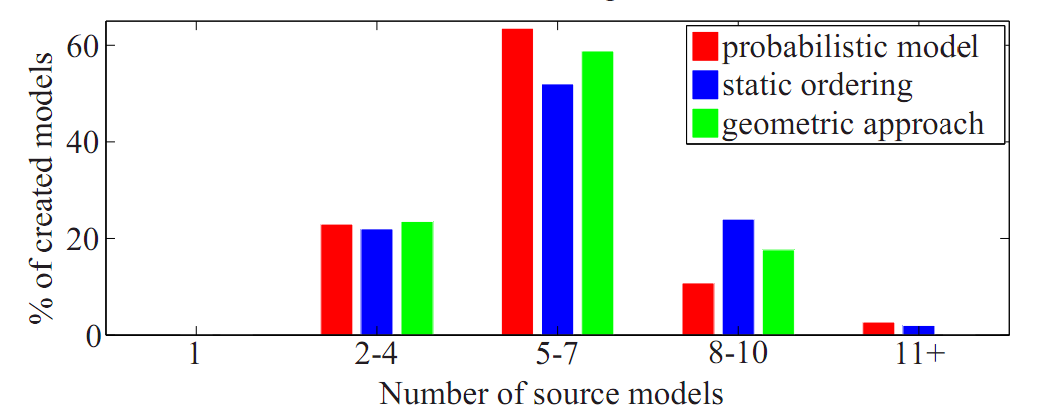 probabilistic model
static ordering
geometric approach
% of created models
60
40
20
0
1 2-4 5-7 8-10 11+
Number of source models